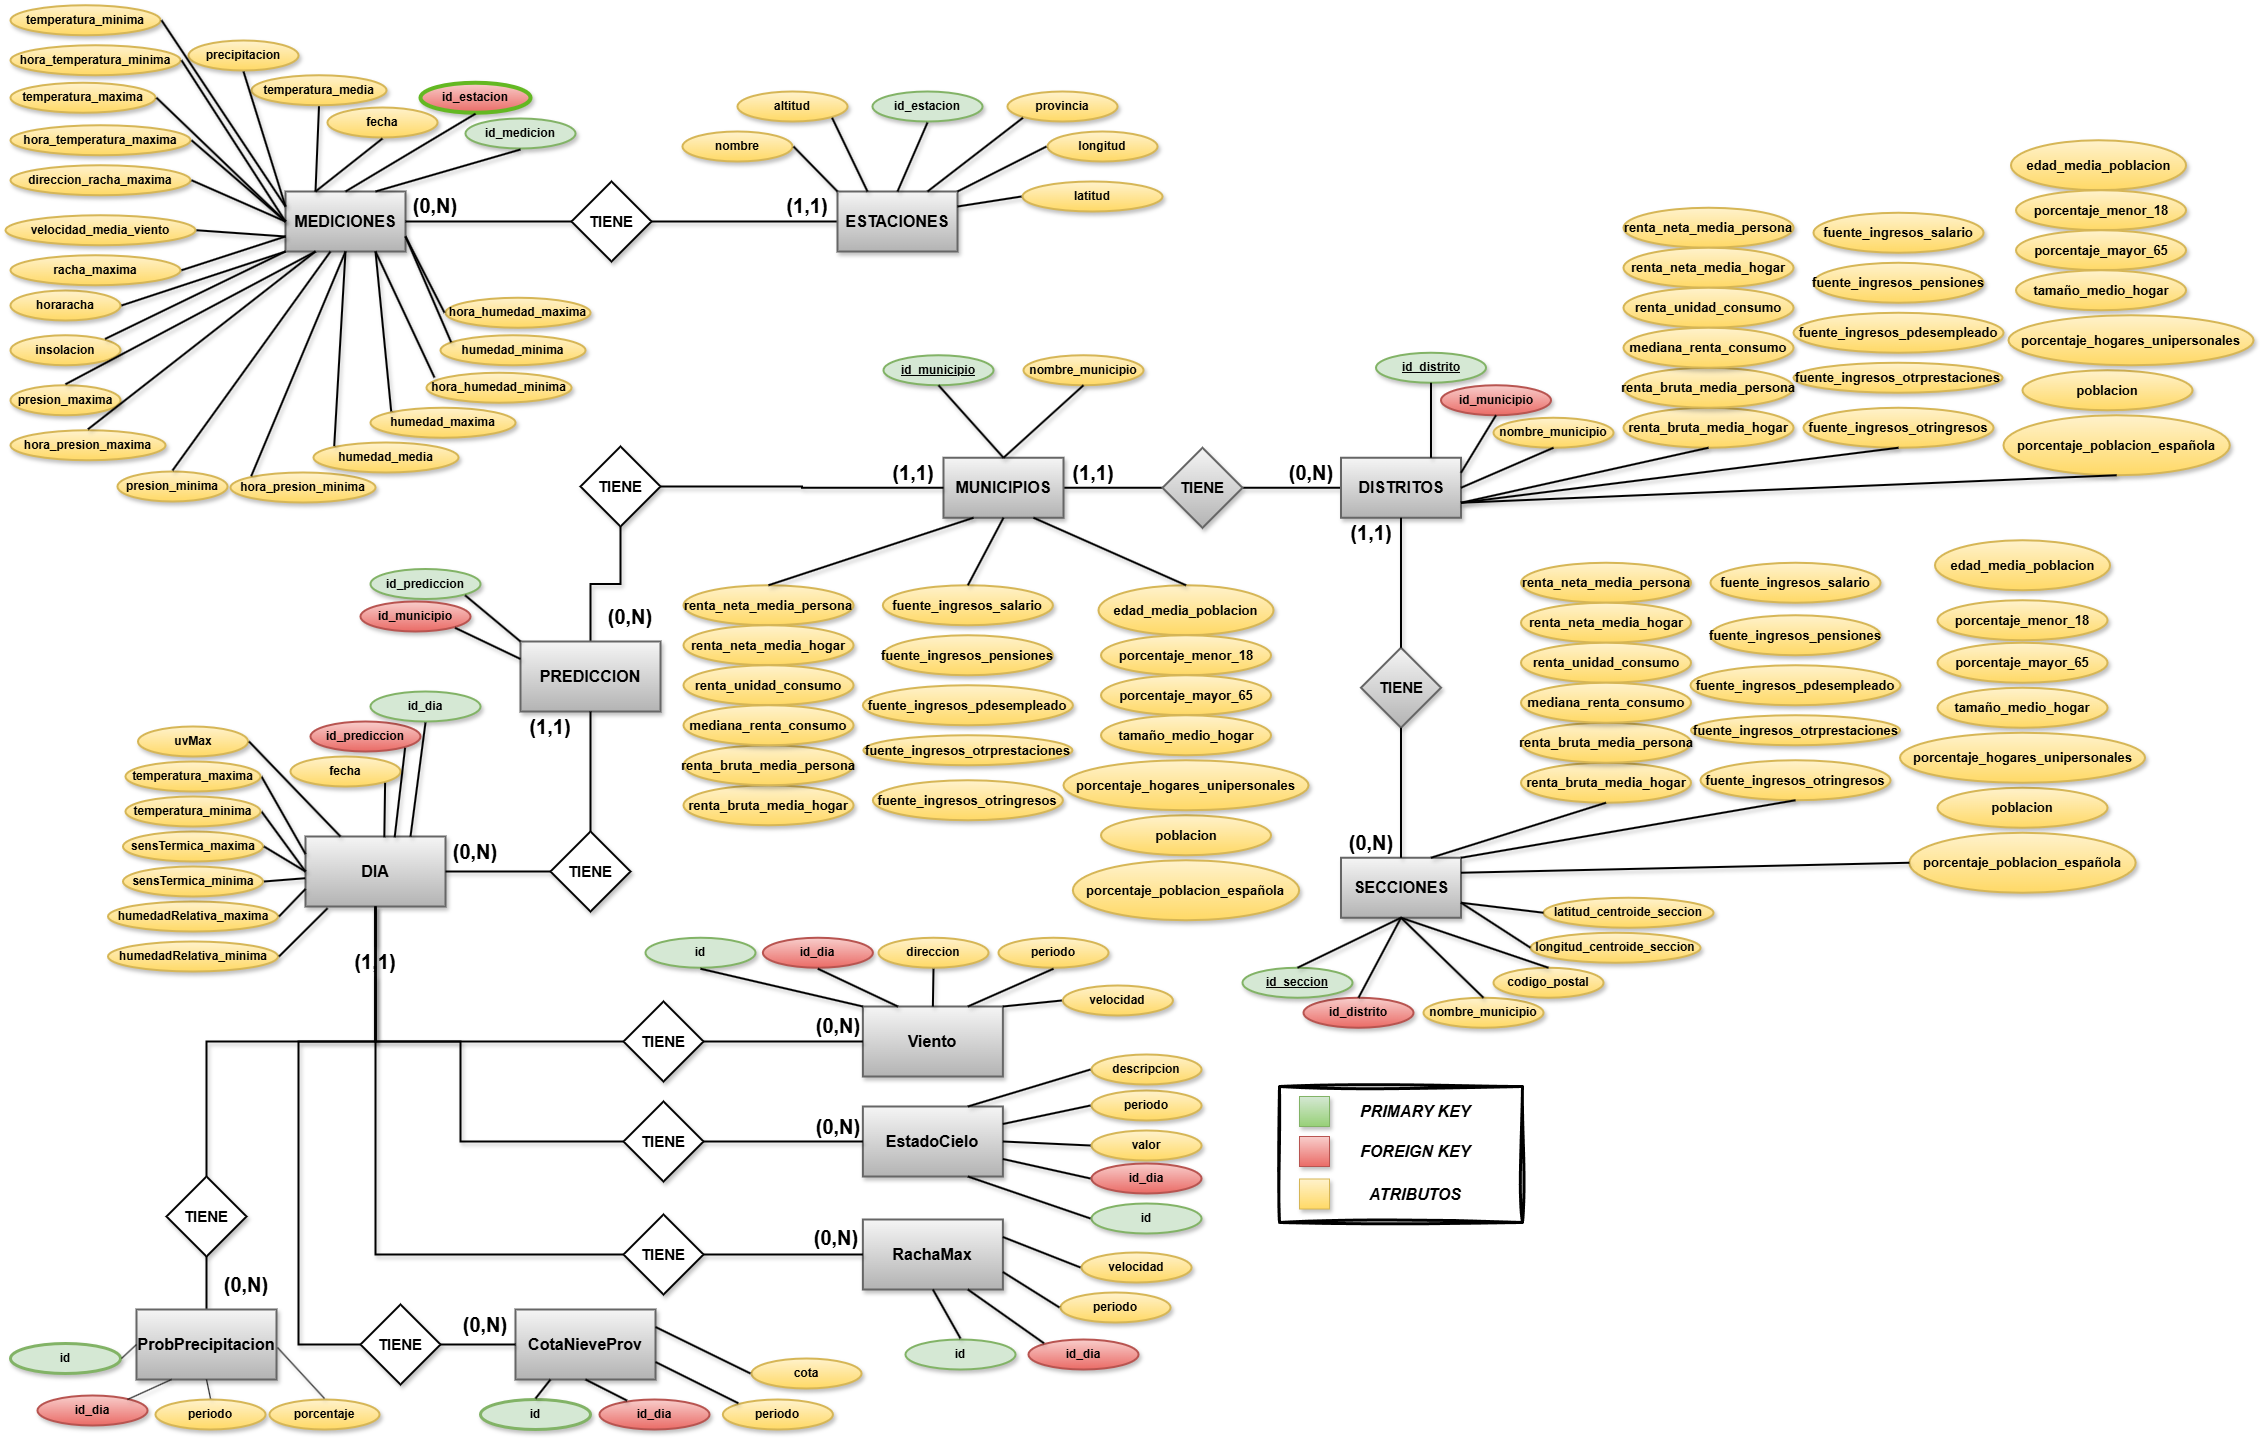 temperatura_minima
hora_temperatura_minima
temperatura_maxima
hora_temperatura_maxima
direccion_racha_maxima
velocidad_media_viento
racha_maxima
horaracha
insolacion
presion_maxima
hora_presion_maxima
presion_minima
hora_presion_minima
humedad_media
humedad_maxima
hora_humedad_minima
humedad_minima
hora_humedad_maxima
precipitacion
temperatura_media
fecha
id_estacion
id_medicion
MEDICIONES
(0,N)
TIENE
(1,1)
ESTACIONES
nombre
altitud
id_estacion
provincia
longitud
latitud
id_municipio
nombre_municipio
TIENE
(1,1)
MUNICIPIOS
(1,1)
TIENE
(0,N)
DISTRITOS
(1,1)
id_distrito
id_municipio
nombre_municipio
renta_neta_media_persona
renta_neta_media_hogar
renta_unidad_consumo
mediana_renta_consumo
renta_bruta_media_persona
renta_bruta_media_hogar
fuente_ingresos_salario
fuente_ingresos_pensiones
fuente_ingresos_pdesempleado
fuente_ingresos_otrprestaciones
fuente_ingresos_otringresos
edad_media_poblacion
porcentaje_menor_18
porcentaje_mayor_65
tamaño_medio_hogar
porcentaje_hogares_unipersonales
poblacion
porcentaje_poblacion_española
id_prediccion
id_municipio
(0,N)
PREDICCION
(1,1)
renta_neta_media_persona
renta_neta_media_hogar
renta_unidad_consumo
mediana_renta_consumo
renta_bruta_media_persona
renta_bruta_media_hogar
fuente_ingresos_salario
fuente_ingresos_pensiones
fuente_ingresos_pdesempleado
fuente_ingresos_otrprestaciones
fuente_ingresos_otringresos
edad_media_poblacion
porcentaje_menor_18
porcentaje_mayor_65
tamaño_medio_hogar
porcentaje_hogares_unipersonales
poblacion
porcentaje_poblacion_española
TIENE
renta_neta_media_persona
renta_neta_media_hogar
renta_unidad_consumo
mediana_renta_consumo
renta_bruta_media_persona
renta_bruta_media_hogar
fuente_ingresos_salario
fuente_ingresos_pensiones
fuente_ingresos_pdesempleado
fuente_ingresos_otrprestaciones
fuente_ingresos_otringresos
edad_media_poblacion
porcentaje_menor_18
porcentaje_mayor_65
tamaño_medio_hogar
porcentaje_hogares_unipersonales
poblacion
porcentaje_poblacion_española
(0,N)
SECCIONES
latitud_centroide_seccion
longitud_centroide_seccion
codigo_postal
nombre_municipio
id_distrito
id_seccion
id_dia
id_prediccion
fecha
uvMax
temperatura_maxima
temperatura_minima
sensTermica_maxima
sensTermica_minima
humedadRelativa_maxima
humedadRelativa_minima
DIA
(0,N)
TIENE
(1,1)
id
id_dia
direccion
periodo
velocidad
TIENE
(0,N)
Viento
TIENE
(0,N)
EstadoCielo
descripcion
periodo
valor
id_dia
id
TIENE
(0,N)
RachaMax
velocidad
periodo
id
id_dia
TIENE
(0,N)
ProbPrecipitacion
id
id_dia
periodo
porcentaje
TIENE
(0,N)
CotaNieveProv
cota
id
id_dia
periodo
PRIMARY KEY
FOREIGN KEY
ATRIBUTOS